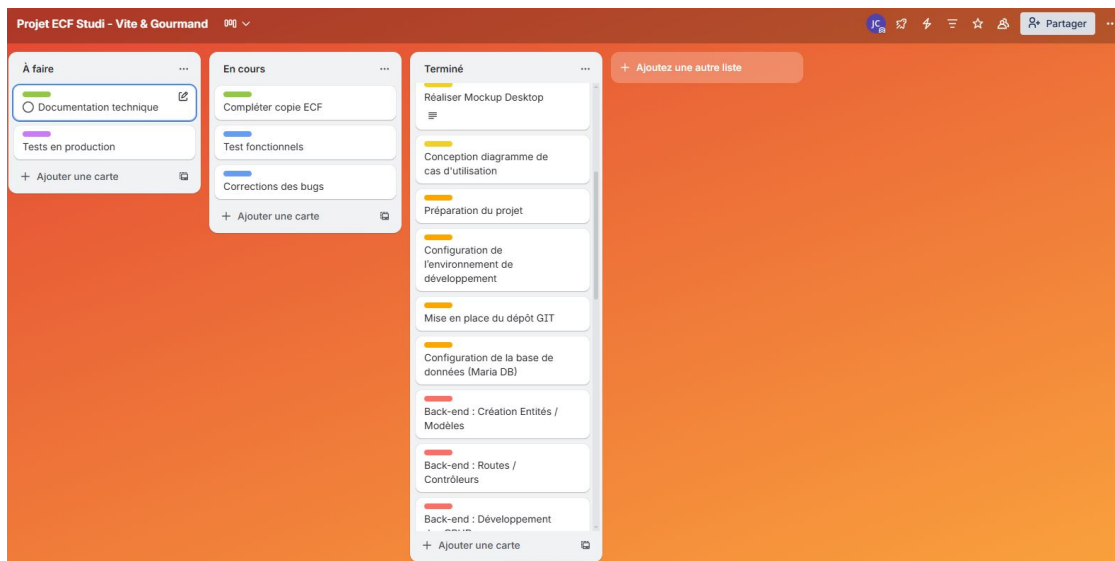 Projet ECF Studi - Vite & Gourmand
JC
Partager
À faire
Documentation technique
Tests en production
+ Ajouter une carte
En cours
Compléter copie ECF
Test fonctionnels
Corrections des bugs
+ Ajouter une carte
Terminé
Réaliser Mockup Desktop
Conception diagramme de
cas d'utilisation
Préparation du projet
Configuration de
l'environnement de
développement
Mise en place du dépôt GIT
Configuration de la base de
données (Maria DB)
Back-end : Création Entités /
Modèles
Back-end : Routes /
Contrôleurs
Back-end : Développement
+ Ajouter une carte
+ Ajoutez une autre liste